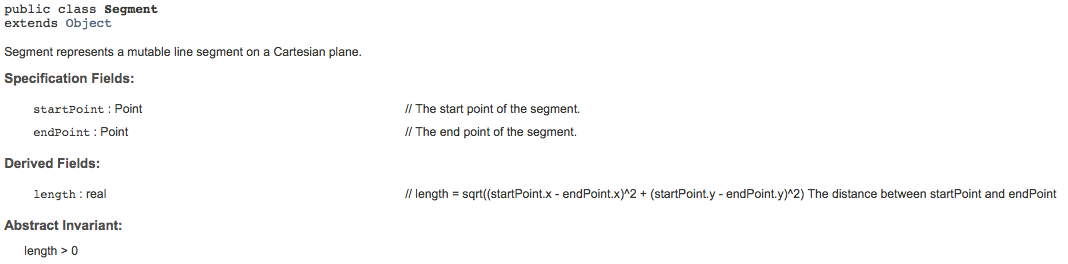 public class Segment
extends Object
Segment represents a mutable line segment on a Cartesian plane.
Specification Fields:
startPoint : Point // The start point of the segment.
endPoint : Point // The end point of the segment.
Derived Fields:
length : real // length = sqrt((startPoint.x - endPoint.x)^2 + (startPoint.y - endPoint.y)^2) The distance between startPoint and endPoint
Abstract Invariant:
length > 0